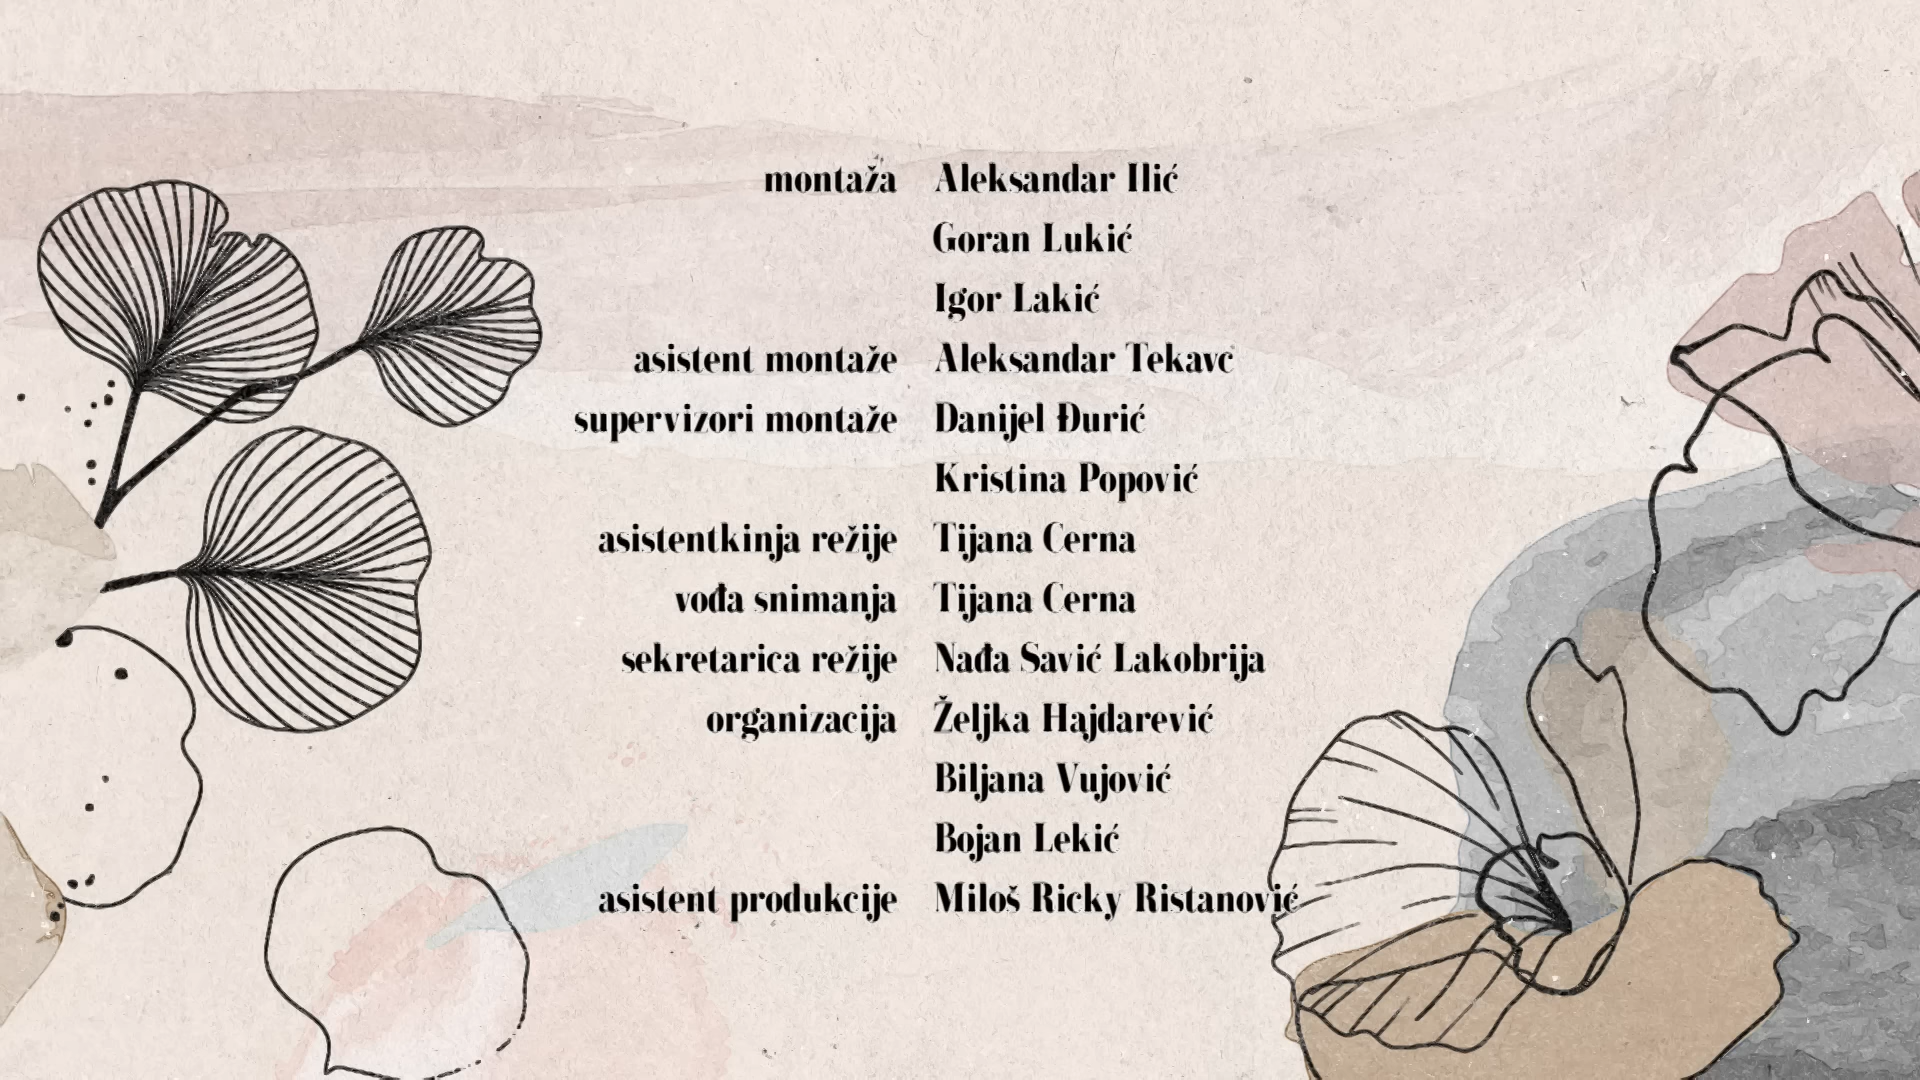 montaža Aleksandar Ilić
Goran Lukić
Igor Lakić
asistent montaže Aleksandar Tekavc
supervizori montaže Danijel Đurić
Kristina Popović
asistentkinja režije Tijana Cerna
vođa snimanja Tijana Cerna
sekretarica režije Nađa Savić Lakobrija
organizacija Željka Hajdarević
Biljana Vujović
Bojan Lekić
asistent produkcije Miloš Ricky Ristanović